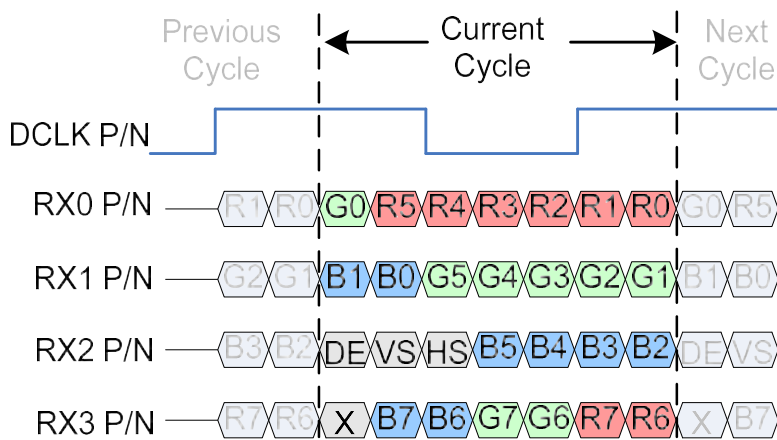 Previous Cycle
Current Cycle
Next Cycle
DCLK P/N
RX0 P/N R1 R0 G0 R5 R4 R3 R2 R1 R0 G0 R5
RX1 P/N G2 G1 B1 B0 G5 G4 G3 G2 G1 B1 B0
RX2 P/N B3 B2 DE VS HS B5 B4 B3 B2 DE VS
RX3 P/N R7 R6 X B7 B6 G7 G6 R7 R6 X B7